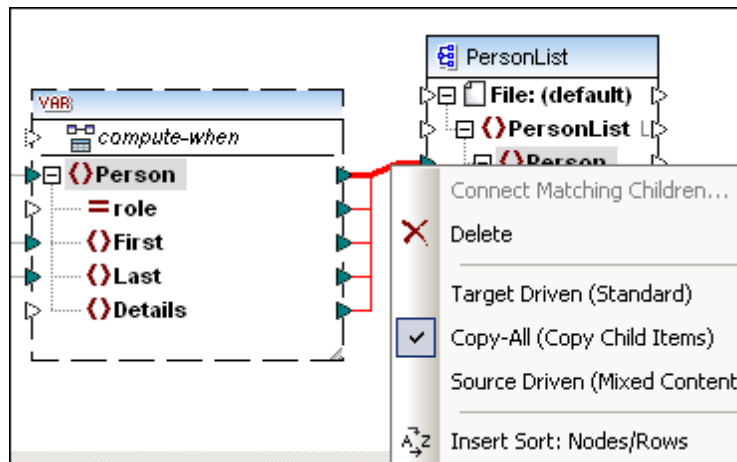 PersonList
VAR
File: (default)
compute-when
PersonList
Person
Person
role
First
Last
Details
Connect Matching Children...
Delete
Target Driven (Standard)
Copy-All (Copy Child Items)
Source Driven (Mixed Content
Insert Sort: Nodes/Rows